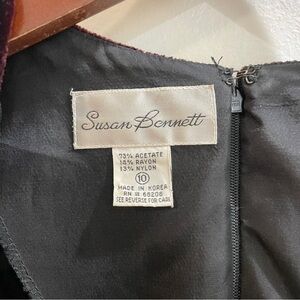 Susan Bennett
73% ACETATE
14% RAYON
13% NYLON
10
MADE IN KOREA
RN # 66208
SEE REVERSE FOR CARE